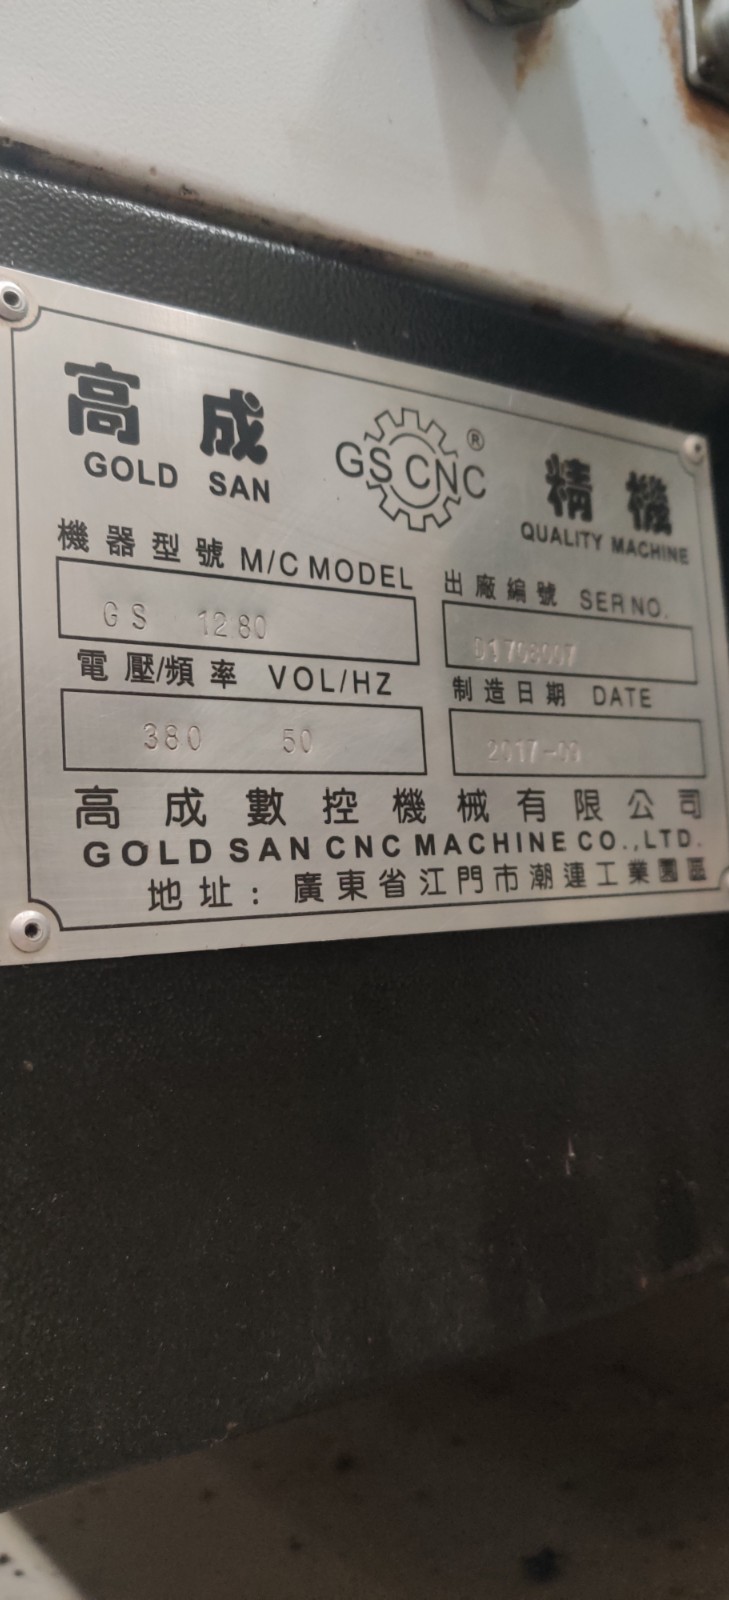 高成 GS CNC ® 精機
GOLD SAN QUALITY MACHINE
機器型號 M/C MODEL 出廠編號 SER NO.
GS 1280
電壓/頻率 VOL/HZ 制造日期 DATE
380 50 2017-09
高成數控機械有限公司
GOLD SAN CNC MACHINE CO.,LTD.
地址：廣東省江門市潮連工業園區